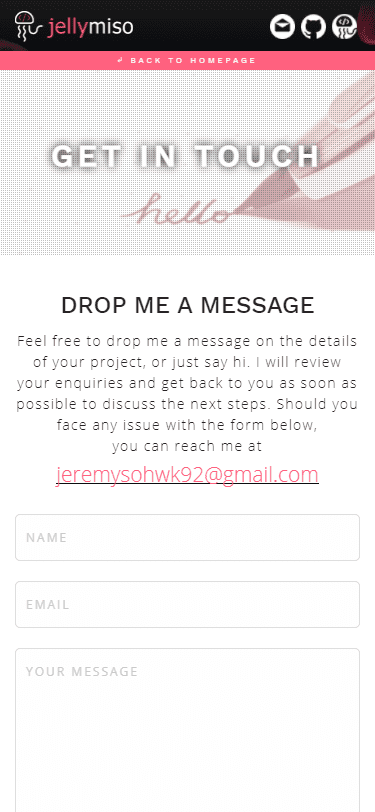 jellymiso
↲ BACK TO HOMEPAGE
GET IN TOUCH
hello
DROP ME A MESSAGE
Feel free to drop me a message on the details
of your project, or just say hi. I will review
your enquiries and get back to you as soon as
possible to discuss the next steps. Should you
face any issue with the form below,
you can reach me at
jeremysohwk92@gmail.com
NAME
EMAIL
YOUR MESSAGE